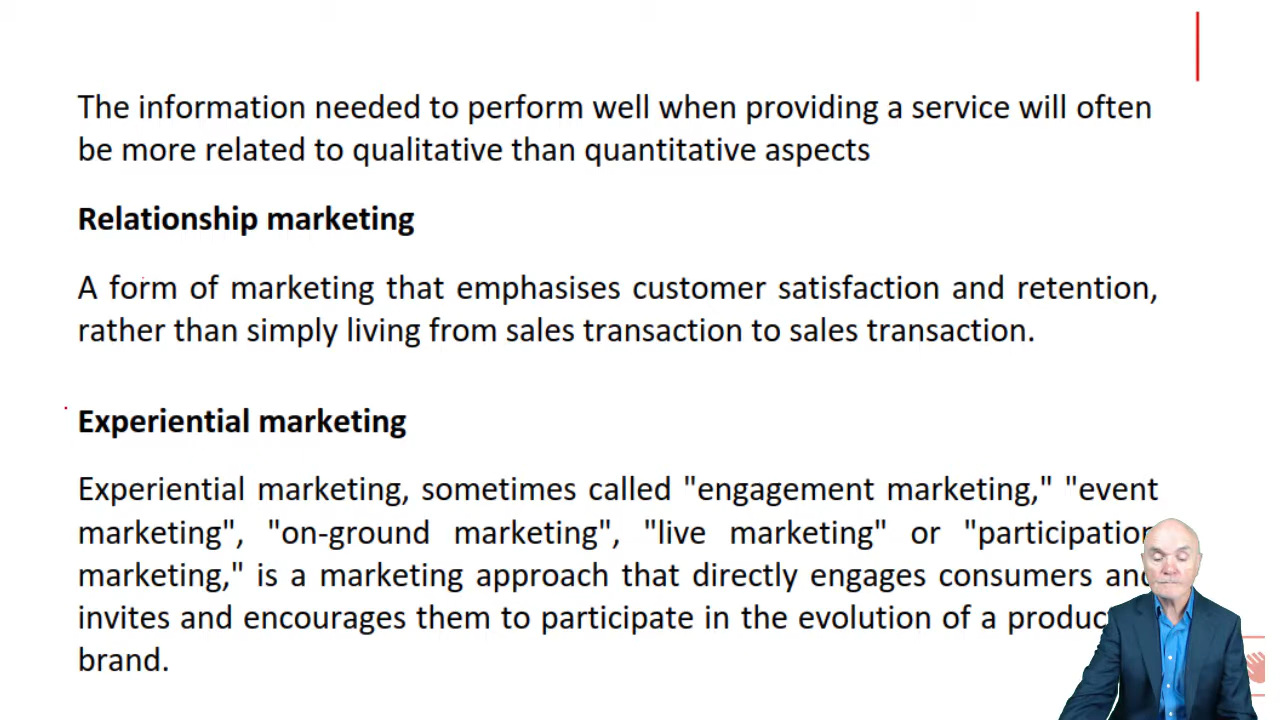 The information needed to perform well when providing a service will often
be more related to qualitative than quantitative aspects
Relationship marketing
A form of marketing that emphasises customer satisfaction and retention,
rather than simply living from sales transaction to sales transaction.
Experiential marketing
Experiential marketing, sometimes called "engagement marketing," "event
marketing", "on-ground marketing", "live marketing" or "participation
marketing," is a marketing approach that directly engages consumers and
invites and encourages them to participate in the evolution of a
brand.